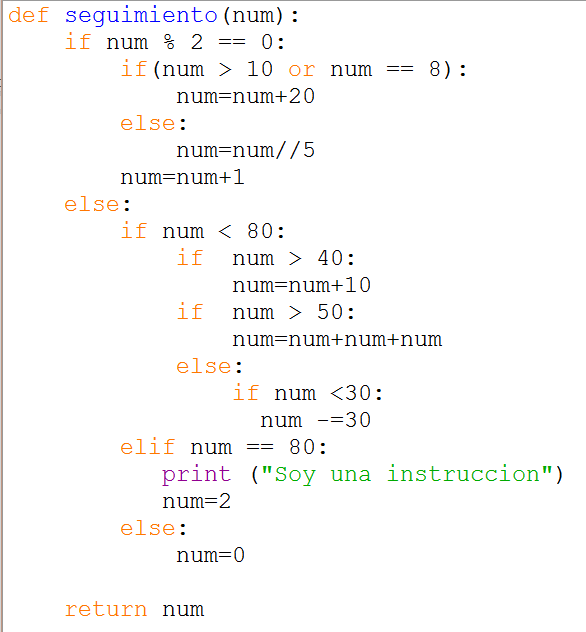 def seguimiento(num):
    if num % 2 == 0:
        if(num > 10 or num == 8):
            num=num+20
        else:
            num=num//5
        num=num+1
    else:
        if num < 80:
            if  num > 40:
                num=num+10
            if  num > 50:
                num=num+num+num
            else:
                if num <30:
                  num -=30
        elif num == 80:
           print ("Soy una instruccion")
           num=2
        else:
            num=0

    return num